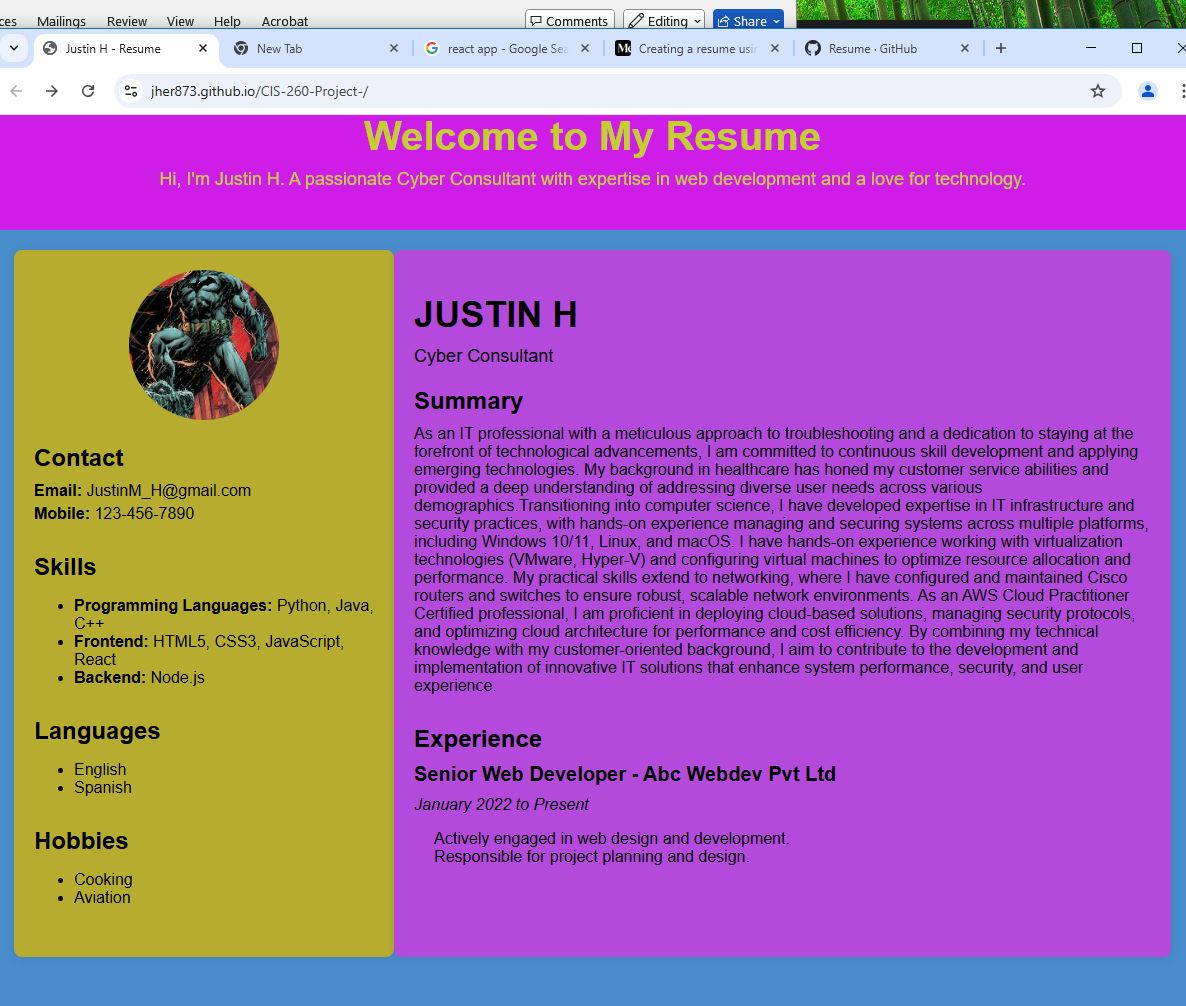 ces Mailings Review View Help Acrobat Comments Editing Share
Justin H - Resume New Tab react app - Google Sea Creating a resume usin Resume · GitHub
jher873.github.io/CIS-260-Project-/
Welcome to My Resume
Hi, I'm Justin H. A passionate Cyber Consultant with expertise in web development and a love for technology.
Contact
Email: JustinM_H@gmail.com
Mobile: 123-456-7890
Skills
• Programming Languages: Python, Java,
C++
• Frontend: HTML5, CSS3, JavaScript,
React
• Backend: Node.js
Languages
• English
• Spanish
Hobbies
• Cooking
• Aviation
JUSTIN H
Cyber Consultant
Summary
As an IT professional with a meticulous approach to troubleshooting and a dedication to staying at the
forefront of technological advancements, I am committed to continuous skill development and applying
emerging technologies. My background in healthcare has honed my customer service abilities and
provided a deep understanding of addressing diverse user needs across various
demographics.Transitioning into computer science, I have developed expertise in IT infrastructure and
security practices, with hands-on experience managing and securing systems across multiple platforms,
including Windows 10/11, Linux, and macOS. I have hands-on experience working with virtualization
technologies (VMware, Hyper-V) and configuring virtual machines to optimize resource allocation and
performance. My practical skills extend to networking, where I have configured and maintained Cisco
routers and switches to ensure robust, scalable network environments. As an AWS Cloud Practitioner
Certified professional, I am proficient in deploying cloud-based solutions, managing security protocols,
and optimizing cloud architecture for performance and cost efficiency. By combining my technical
knowledge with my customer-oriented background, I aim to contribute to the development and
implementation of innovative IT solutions that enhance system performance, security, and user
experience.
Experience
Senior Web Developer - Abc Webdev Pvt Ltd
January 2022 to Present
Actively engaged in web design and development.
Responsible for project planning and design.